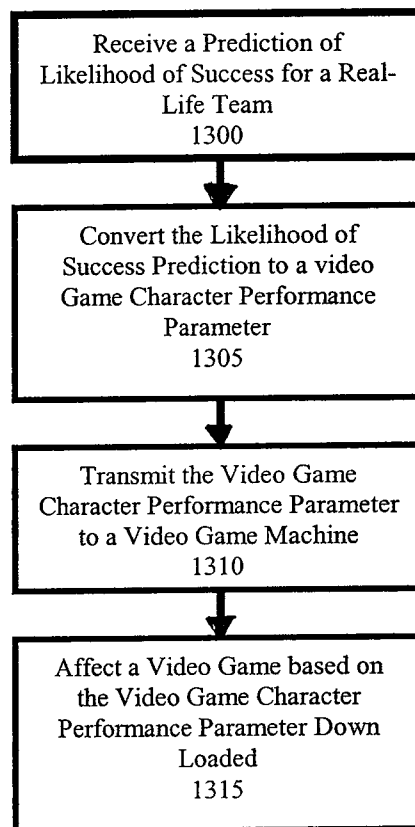 Receive a Prediction of
Likelihood of Success for a Real-
Life Team
1300
Convert the Likelihood of
Success Prediction to a video
Game Character Performance
Parameter
1305
Transmit the Video Game
Character Performance Parameter
to a Video Game Machine
1310
Affect a Video Game based on
the Video Game Character
Performance Parameter Down
Loaded
1315